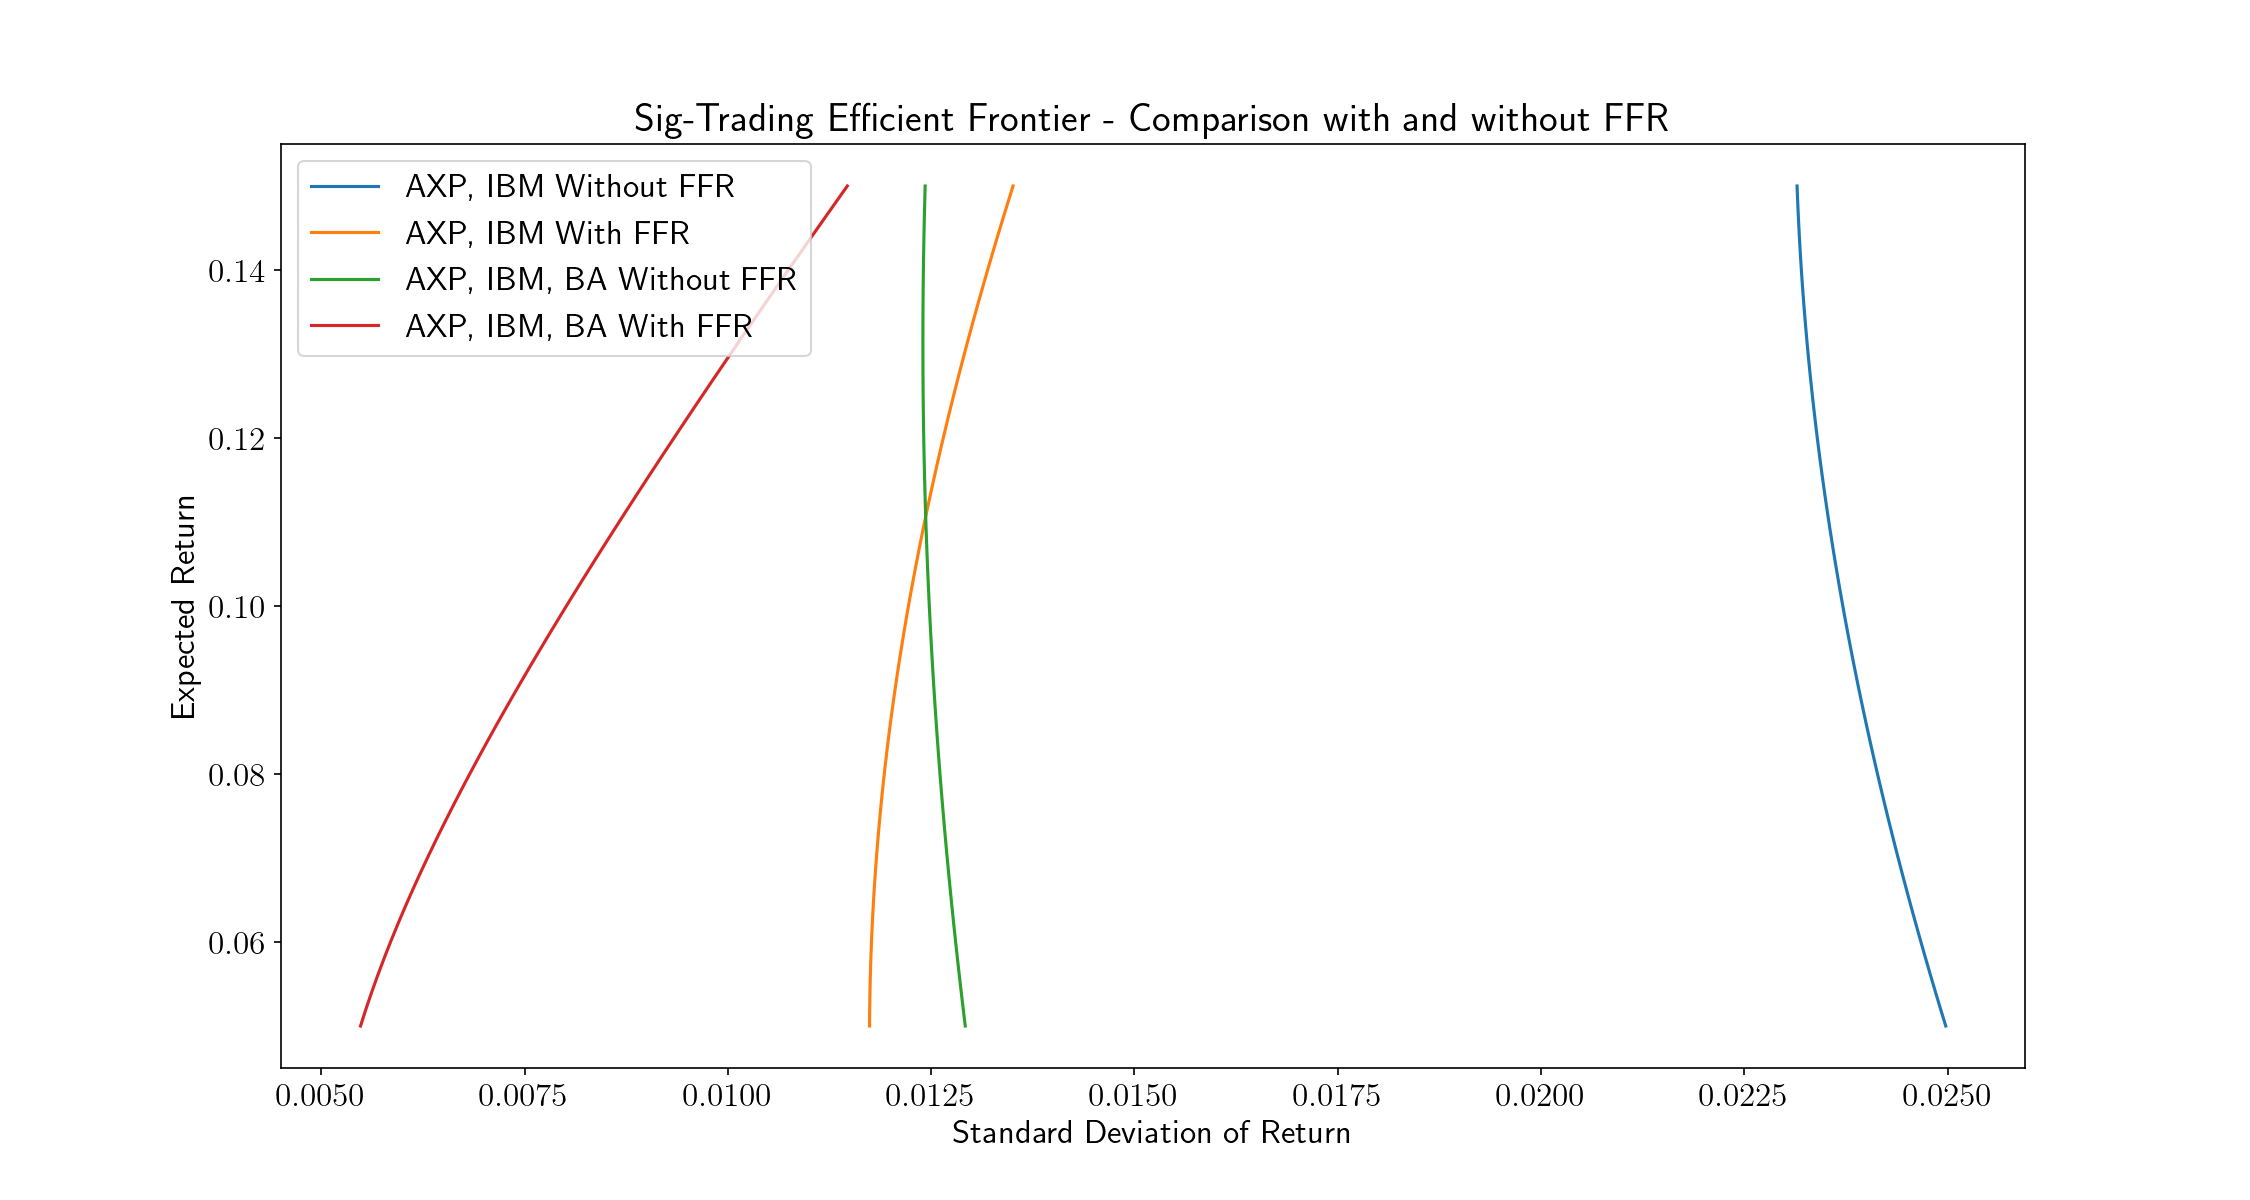 Sig-Trading Efficient Frontier - Comparison with and without FFR
AXP, IBM Without FFR
AXP, IBM With FFR
AXP, IBM, BA Without FFR
AXP, IBM, BA With FFR
Expected Return
0.14
0.12
0.10
0.08
0.06
0.0050 0.0075 0.0100 0.0125 0.0150 0.0175 0.0200 0.0225 0.0250
Standard Deviation of Return